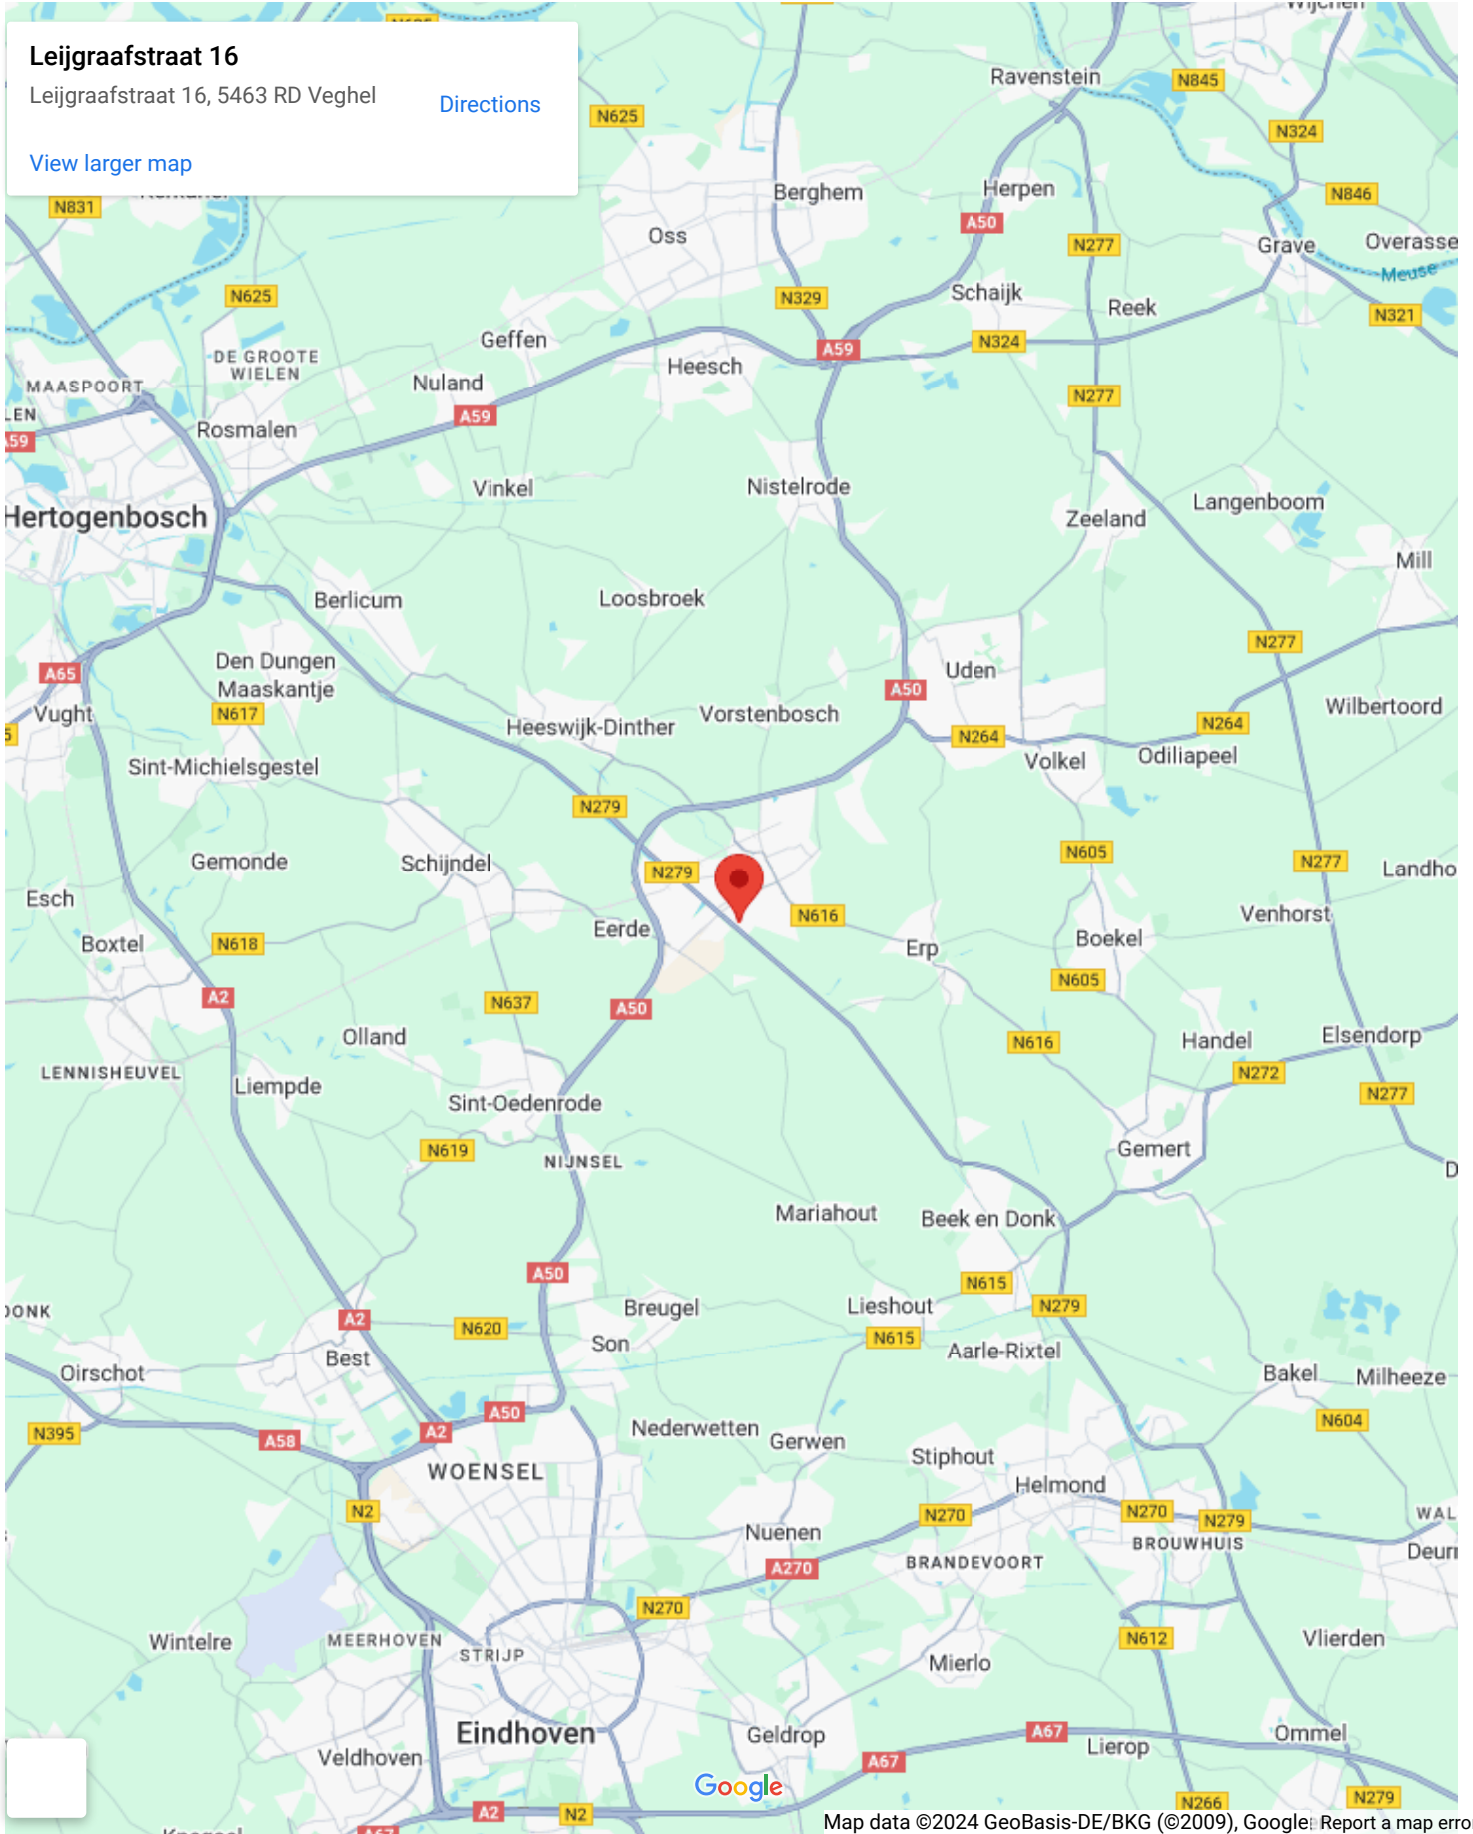 Leijgraafstraat 16
Leijgraafstraat 16, 5463 RD Veghel
Directions
View larger map
Ravenstein
N845
N625
N324
Berghem
Herpen
N846
N831
A50
Oss
N277
Grave
Overasse
Meuse
N625
N329
Schaijk
Reek
N321
Geffen
N324
A59
DE GROOTE
WIELEN
Heesch
MAASPOORT
Nuland
N277
LEN
A59
Rosmalen
Vinkel
Nistelrode
Langenboom
Hertogenbosch
Zeeland
Mill
Berlicum
Loosbroek
N277
Den Dungen
Maaskantje
A65
Uden
A50
Vught
N617
Vorstenbosch
Wilbertoord
Heeswijk-Dinther
N264
N264
Sint-Michielsgestel
Volkel
Odiliapeel
N279
N605
Gemonde
Schijndel
N279
N277
Landho
Esch
N616
Venhorst
Boxtel
N618
Eerde
Erp
Boekel
N605
A2
N637
A50
Olland
N616
Handel
Elsendorp
LENNISHEUVEL
Liempde
N272
Sint-Oedenrode
N277
N619
NIJNSEL
Gemert
Mariahout
Beek en Donk
A50
N615
Breugel
Lieshout
N279
A2
N620
Son
N615
Aarle-Rixtel
Best
Oirschot
Bakel
Milheeze
A50
N395
A58
A2
Nederwetten
Gerwen
N604
WOENSEL
Stiphout
Helmond
N2
N270
N270
N279
Nuenen
BROUWHUIS
A270
BRANDEVOORT
N270
Wintelre
MEERHOVEN
STRIJP
N612
Vlierden
Mierlo
Eindhoven
Geldrop
A67
Ommel
Veldhoven
A67
Lierop
Google
A2
N2
N266
N279
Map data ©2024 GeoBasis-DE/BKG (©2009), Google
Report a map erro